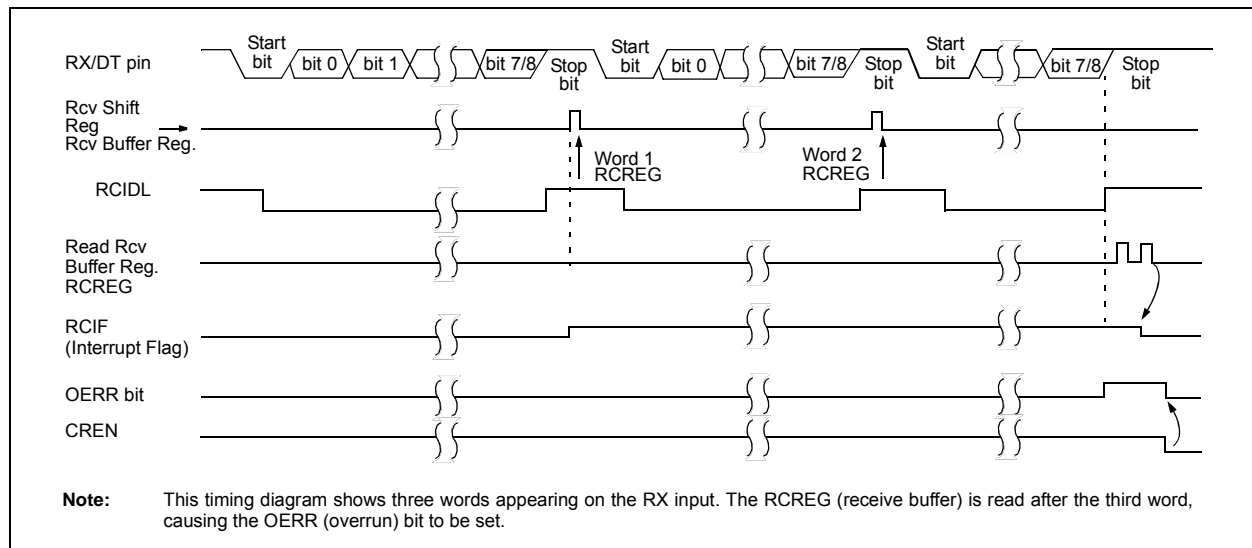 RX/DT pin
Start
bit
bit 0
bit 1
bit 7/8
Stop
bit
Start
bit
bit 0
bit 7/8
Stop
bit
Start
bit
bit 7/8
Stop
bit
Rcv Shift
Reg
Rcv Buffer Reg.
Word 1
RCREG
Word 2
RCREG
RCIDL
Read Rcv
Buffer Reg.
RCREG
RCIF
(Interrupt Flag)
OERR bit
CREN
Note: This timing diagram shows three words appearing on the RX input. The RCREG (receive buffer) is read after the third word,
causing the OERR (overrun) bit to be set.